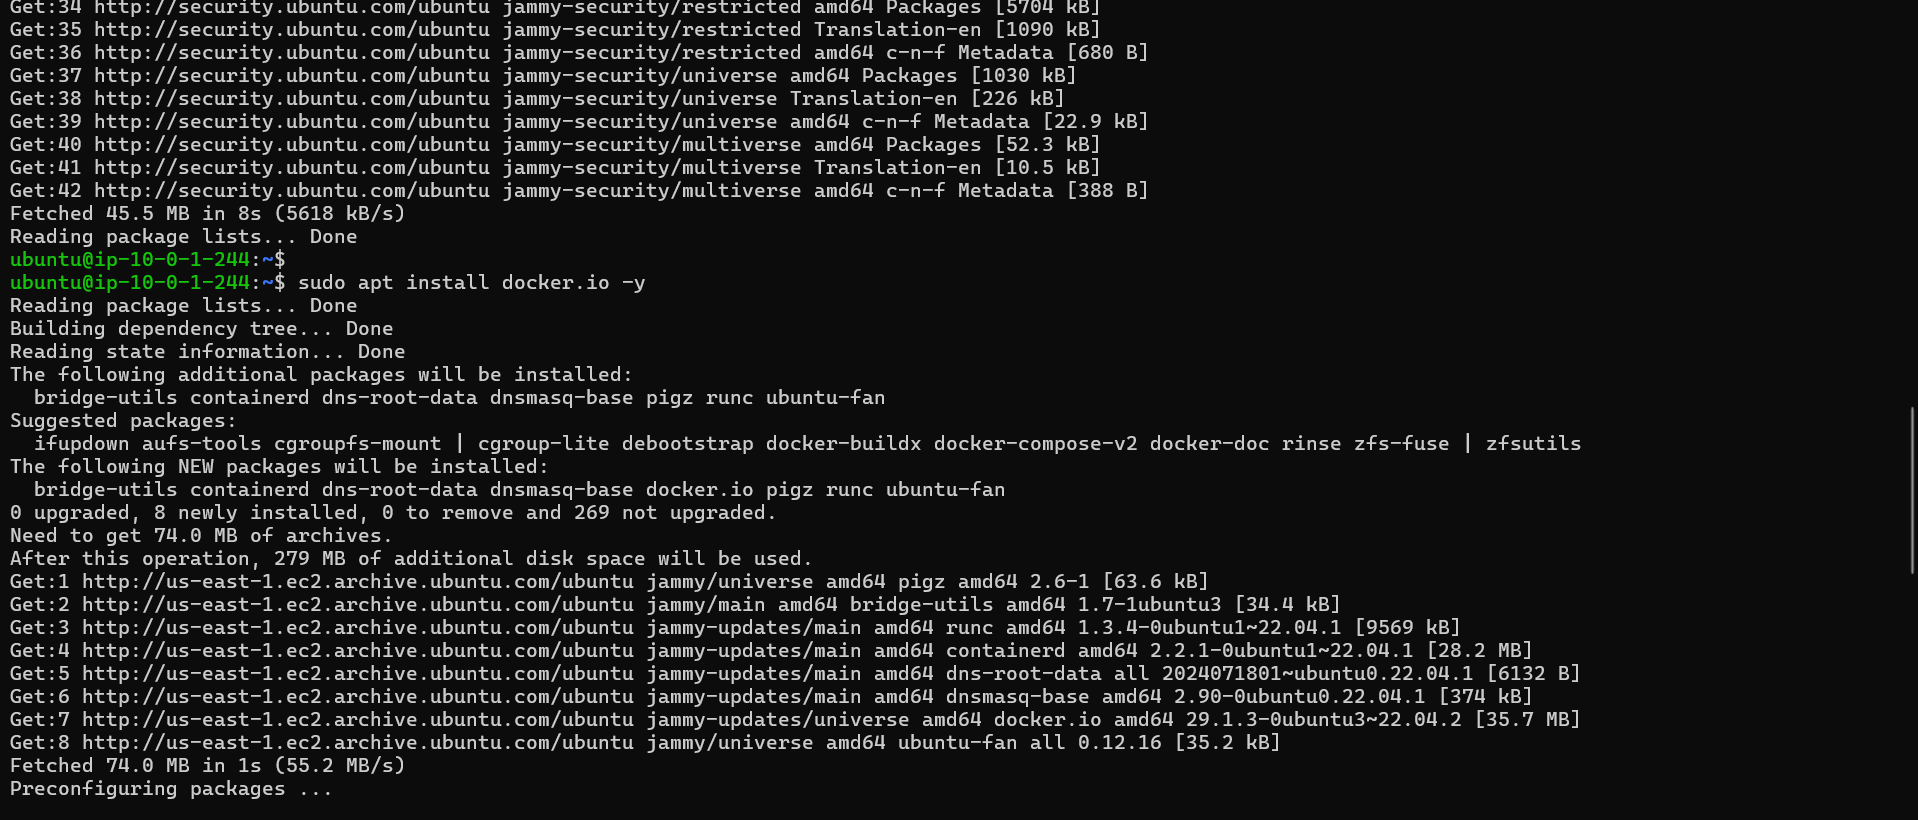 Get:34 http://security.ubuntu.com/ubuntu jammy-security/restricted amd64 Packages [5704 kB]
Get:35 http://security.ubuntu.com/ubuntu jammy-security/restricted Translation-en [1090 kB]
Get:36 http://security.ubuntu.com/ubuntu jammy-security/restricted amd64 c-n-f Metadata [680 B]
Get:37 http://security.ubuntu.com/ubuntu jammy-security/universe amd64 Packages [1030 kB]
Get:38 http://security.ubuntu.com/ubuntu jammy-security/universe Translation-en [226 kB]
Get:39 http://security.ubuntu.com/ubuntu jammy-security/universe amd64 c-n-f Metadata [22.9 kB]
Get:40 http://security.ubuntu.com/ubuntu jammy-security/multiverse amd64 Packages [52.3 kB]
Get:41 http://security.ubuntu.com/ubuntu jammy-security/multiverse Translation-en [10.5 kB]
Get:42 http://security.ubuntu.com/ubuntu jammy-security/multiverse amd64 c-n-f Metadata [388 B]
Fetched 45.5 MB in 8s (5618 kB/s)
Reading package lists... Done
ubuntu@ip-10-0-1-244:~$
ubuntu@ip-10-0-1-244:~$ sudo apt install docker.io -y
Reading package lists... Done
Building dependency tree... Done
Reading state information... Done
The following additional packages will be installed:
  bridge-utils containerd dns-root-data dnsmasq-base pigz runc ubuntu-fan
Suggested packages:
  ifupdown aufs-tools cgroupfs-mount | cgroup-lite debootstrap docker-buildx docker-compose-v2 docker-doc rinse zfs-fuse | zfsutils
The following NEW packages will be installed:
  bridge-utils containerd dns-root-data dnsmasq-base docker.io pigz runc ubuntu-fan
0 upgraded, 8 newly installed, 0 to remove and 269 not upgraded.
Need to get 74.0 MB of archives.
After this operation, 279 MB of additional disk space will be used.
Get:1 http://us-east-1.ec2.archive.ubuntu.com/ubuntu jammy/universe amd64 pigz amd64 2.6-1 [63.6 kB]
Get:2 http://us-east-1.ec2.archive.ubuntu.com/ubuntu jammy/main amd64 bridge-utils amd64 1.7-1ubuntu3 [34.4 kB]
Get:3 http://us-east-1.ec2.archive.ubuntu.com/ubuntu jammy-updates/main amd64 runc amd64 1.3.4-0ubuntu1~22.04.1 [9569 kB]
Get:4 http://us-east-1.ec2.archive.ubuntu.com/ubuntu jammy-updates/main amd64 containerd amd64 2.2.1-0ubuntu1~22.04.1 [28.2 MB]
Get:5 http://us-east-1.ec2.archive.ubuntu.com/ubuntu jammy-updates/main amd64 dns-root-data all 2024071801~ubuntu0.22.04.1 [6132 B]
Get:6 http://us-east-1.ec2.archive.ubuntu.com/ubuntu jammy-updates/main amd64 dnsmasq-base amd64 2.90-0ubuntu0.22.04.1 [374 kB]
Get:7 http://us-east-1.ec2.archive.ubuntu.com/ubuntu jammy-updates/universe amd64 docker.io amd64 29.1.3-0ubuntu3~22.04.2 [35.7 MB]
Get:8 http://us-east-1.ec2.archive.ubuntu.com/ubuntu jammy/universe amd64 ubuntu-fan all 0.12.16 [35.2 kB]
Fetched 74.0 MB in 1s (55.2 MB/s)
Preconfiguring packages ...